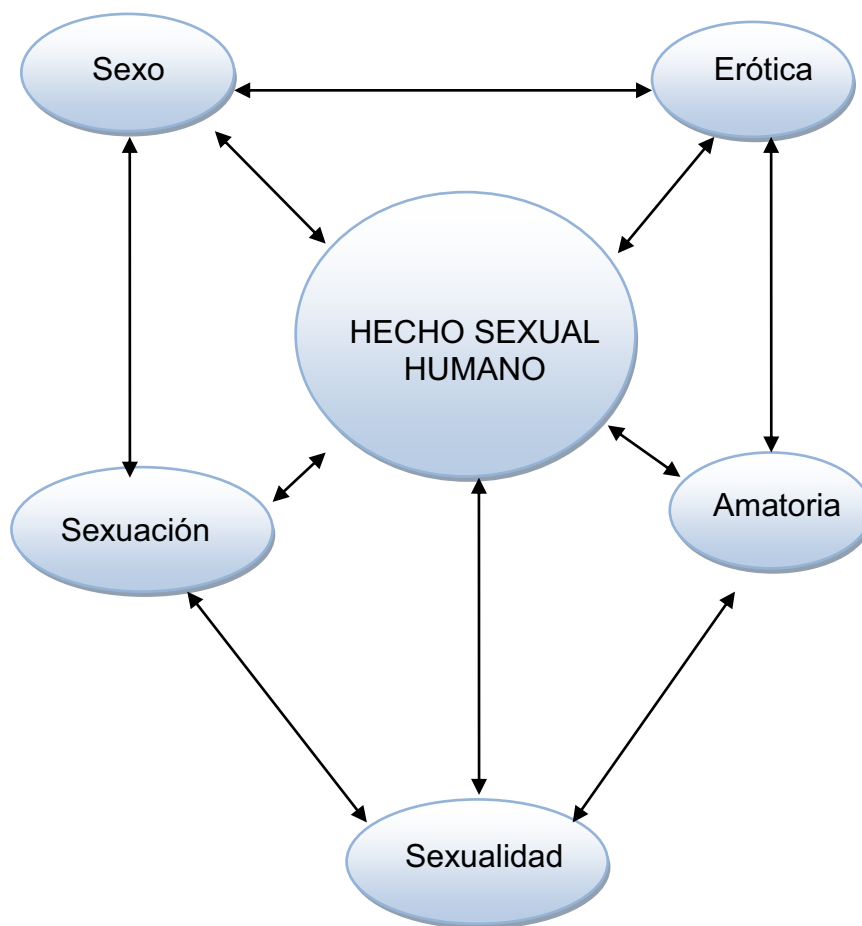 Sexo
Erótica
HECHO SEXUAL
HUMANO
Sexuación
Amatoria
Sexualidad